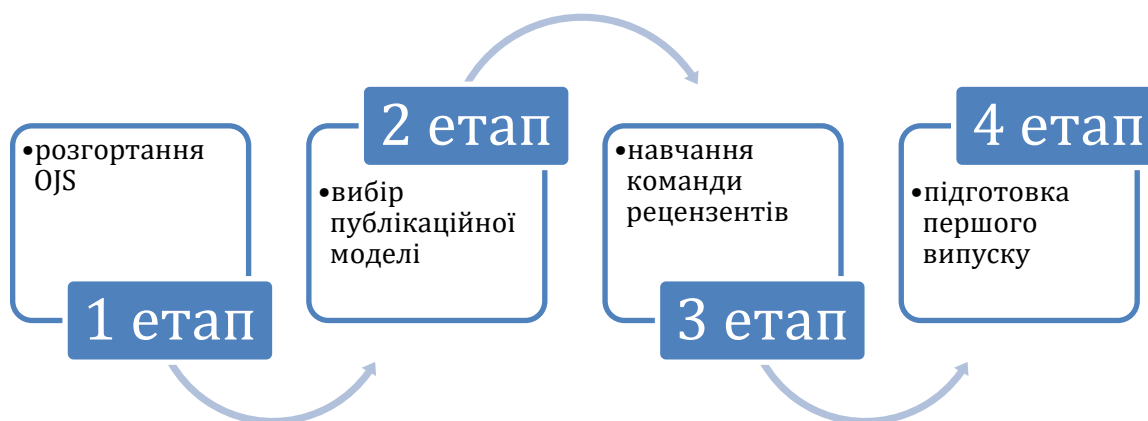 •розгортання
OJS
1 етап
2 етап
•вибір
публікаційної
моделі
•навчання
команди
рецензентів
3 етап
4 етап
•підготовка
першого
випуску